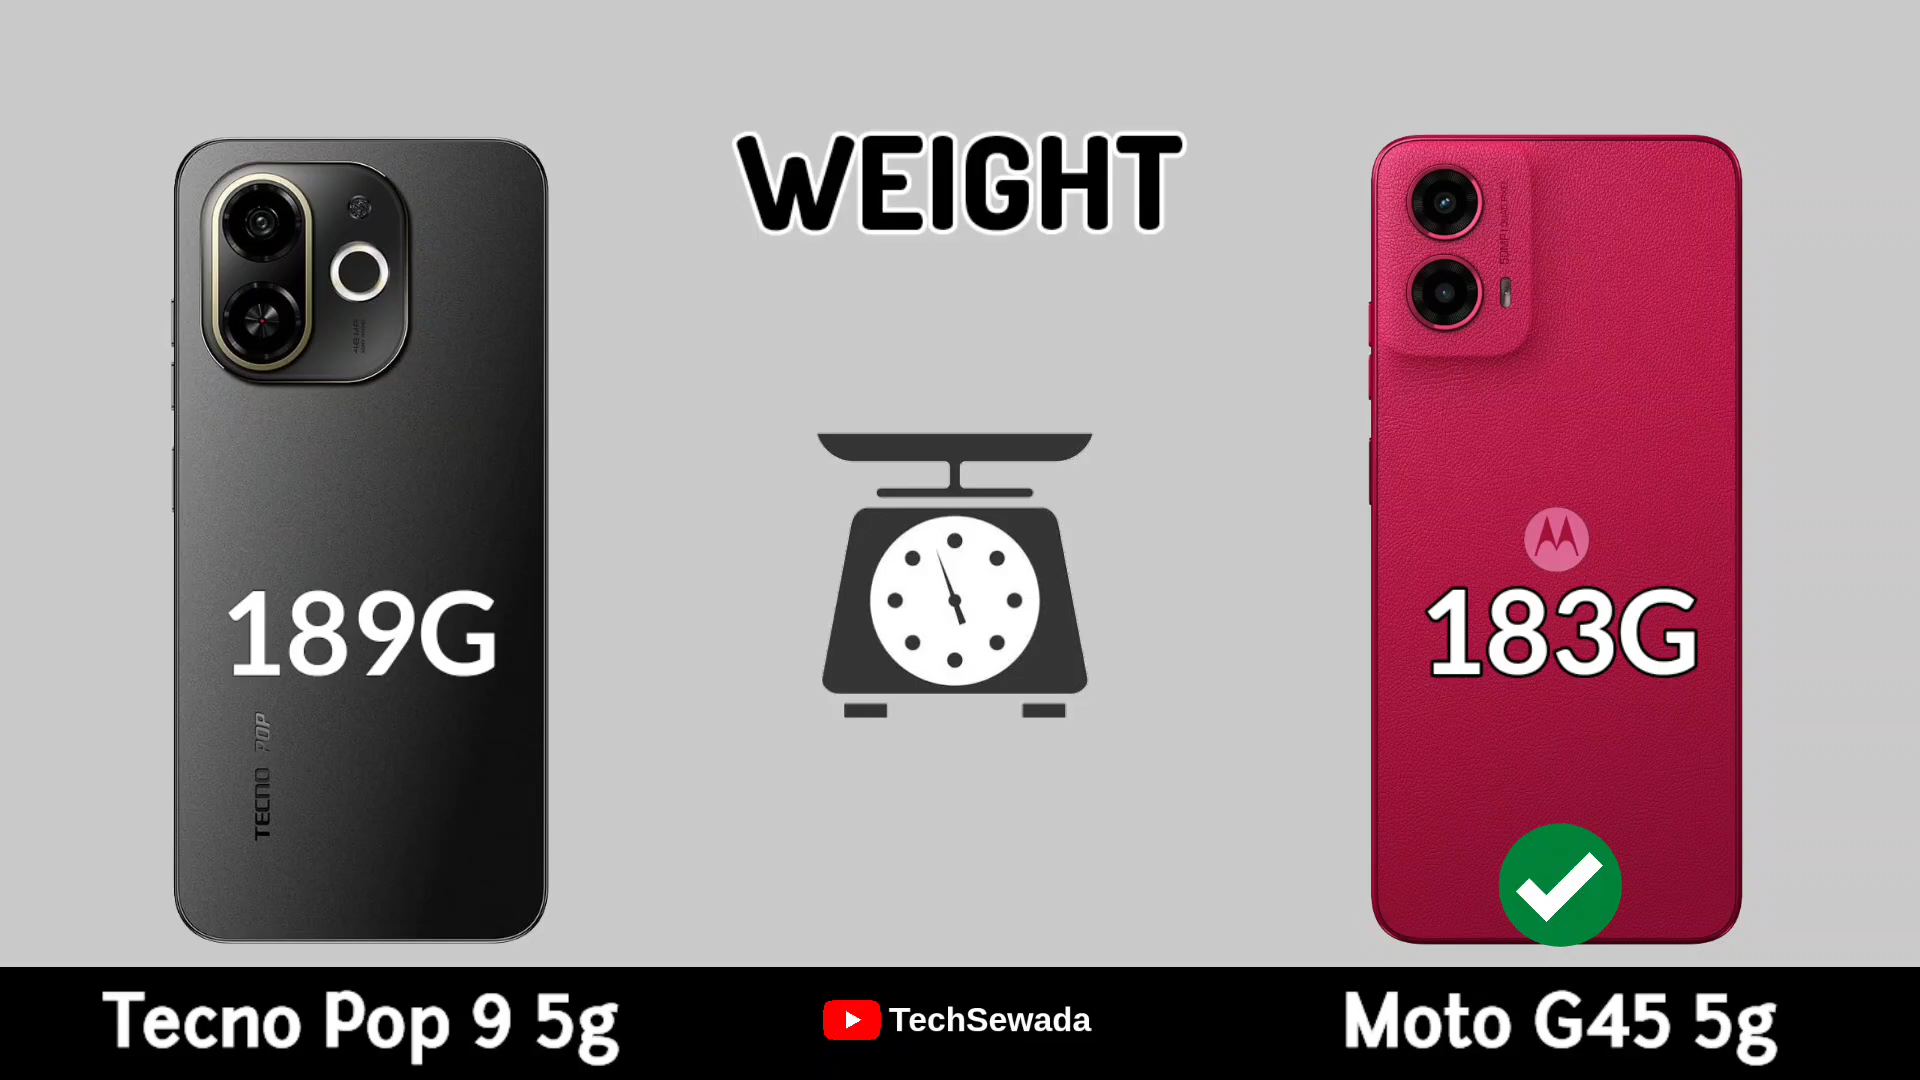 WEIGHT
189G
183G
TECNO POP
Tecno Pop 9 5g
TechSewada
Moto G45 5g